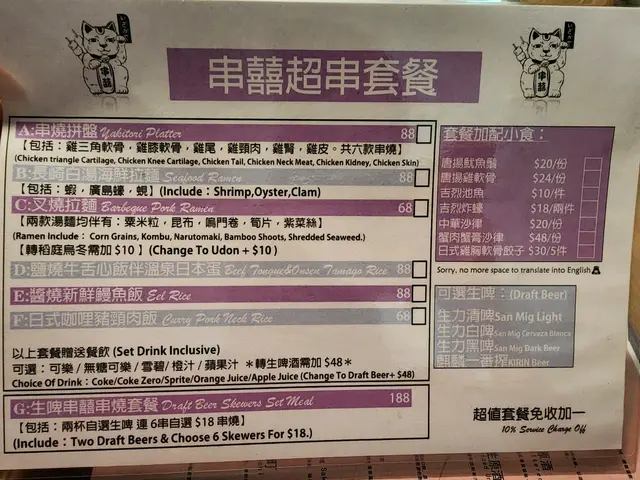 串囍超串套餐
A:串燒拼盤 Yakitori Platter 88
【包括：雞三角軟骨，雞膝軟骨，雞尾，雞頸肉，雞腎，雞皮。共六款串燒】
(Chicken triangle Cartilage, Chicken Knee Cartilage, Chicken Tail, Chicken Neck Meat, Chicken Kidney, Chicken Skin)
B:長崎白湯海鮮拉麵 Seafood Ramen 88
【包括：蝦，廣島蠔，蜆】(Include：Shrimp,Oyster,Clam)
C:叉燒拉麵 Barbeque Pork Ramen 68
【兩款湯麵均伴有：粟米粒，昆布，鳴門卷，筍片，紫菜絲】
(Ramen Include： Corn Grains, Kombu, Narutomaki, Bamboo Shoots, Shredded Seaweed.)
【轉稻庭烏冬需加 $10】(Change To Udon + $10 )
D:鹽燒牛舌心飯伴溫泉日本蛋 Beef Tongue&Onsen Tamago Rice 88
E:醬燒新鮮鰻魚飯 Eel Rice 88
F:日式咖哩豬頸肉飯 Curry Pork Neck Rice 68
以上套餐贈送餐飲 (Set Drink Inclusive)
可選：可樂 / 無糖可樂 / 雪碧/ 橙汁 / 蘋果汁 ＊轉生啤酒需加 $48＊
Choice Of Drink：Coke/Coke Zero/Sprite/Orange Juice/Apple Juice (Change To Draft Beer+ $48)
G:生啤串囍串燒套餐 Draft Beer Skewers Set Meal 188
【包括：兩杯自選生啤 連 6串自選 $18 串燒】
(Include：Two Draft Beers & Choose 6 Skewers For $18.)
套餐加配小食：
唐揚魷魚鬚 $20/份
唐揚雞軟骨 $24/份
吉烈池魚 $10/件
吉烈炸蠔 $18/兩件
中華沙律 $20/份
蟹肉蟹膏沙律 $48/份
日式雞胸軟骨餃子 $30/5件
Sorry, no more space to translate into English
可選生啤：(Draft Beer)
生力清啤San Mig Light
生力白啤San Mig Cerveza Blanca
生力黑啤San Mig Dark Beer
麒麟一番搾KIRIN Beer
超值套餐免收加一
10% Service Charge Off